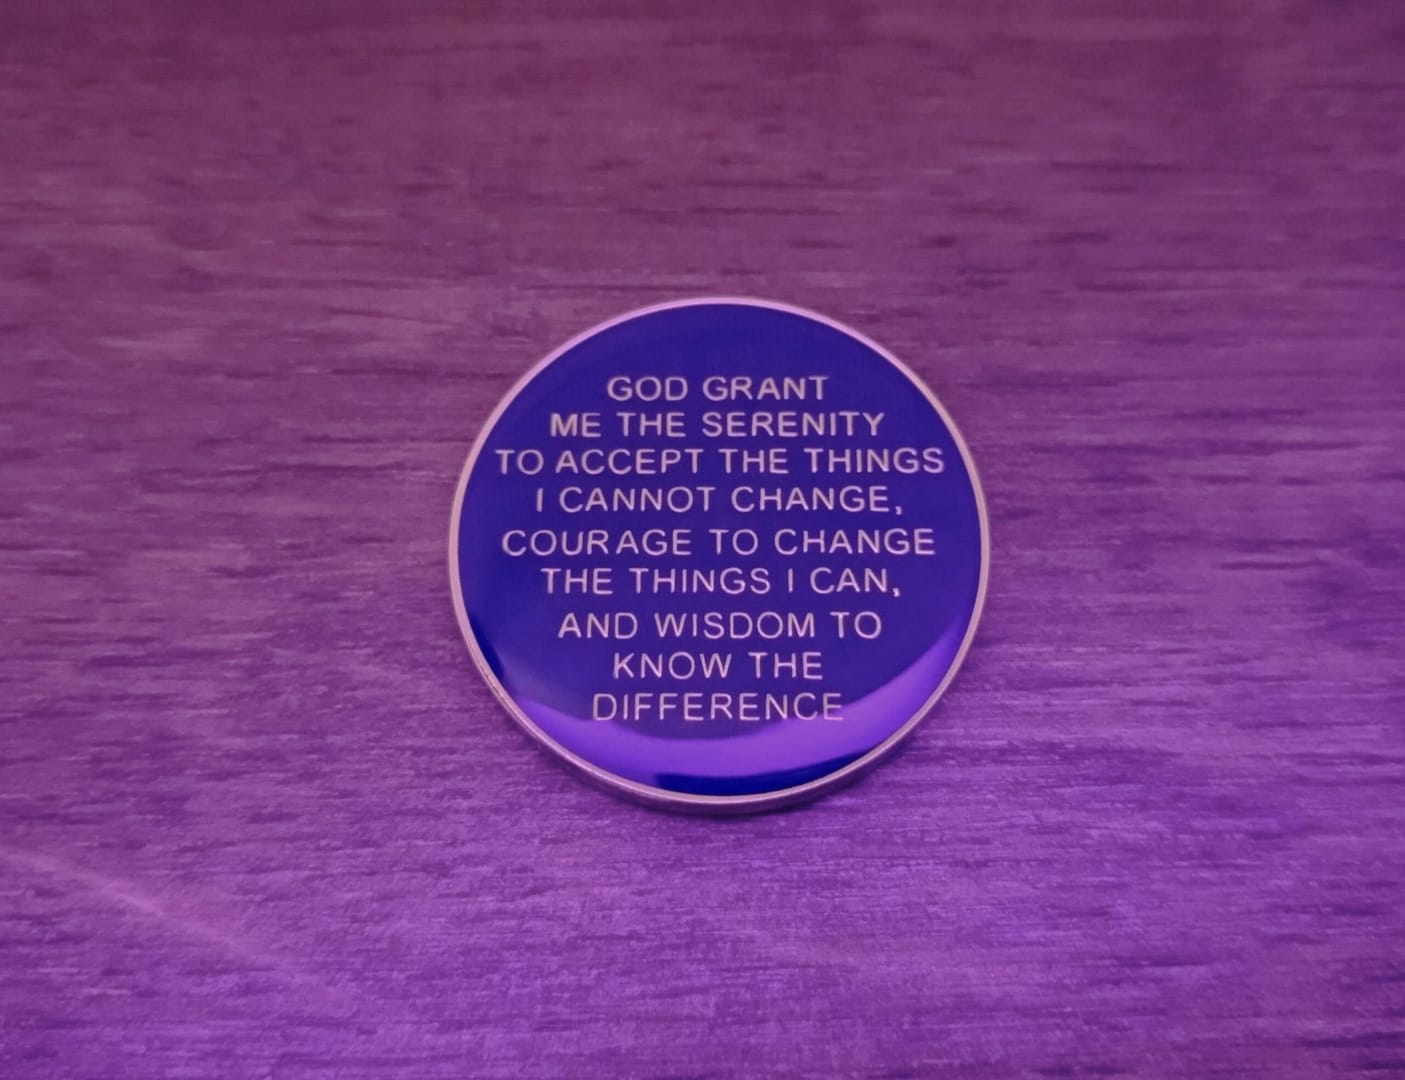 GOD GRANT
ME THE SERENITY
TO ACCEPT THE THINGS
I CANNOT CHANGE,
COURAGE TO CHANGE
THE THINGS I CAN,
AND WISDOM TO
KNOW THE
DIFFERENCE